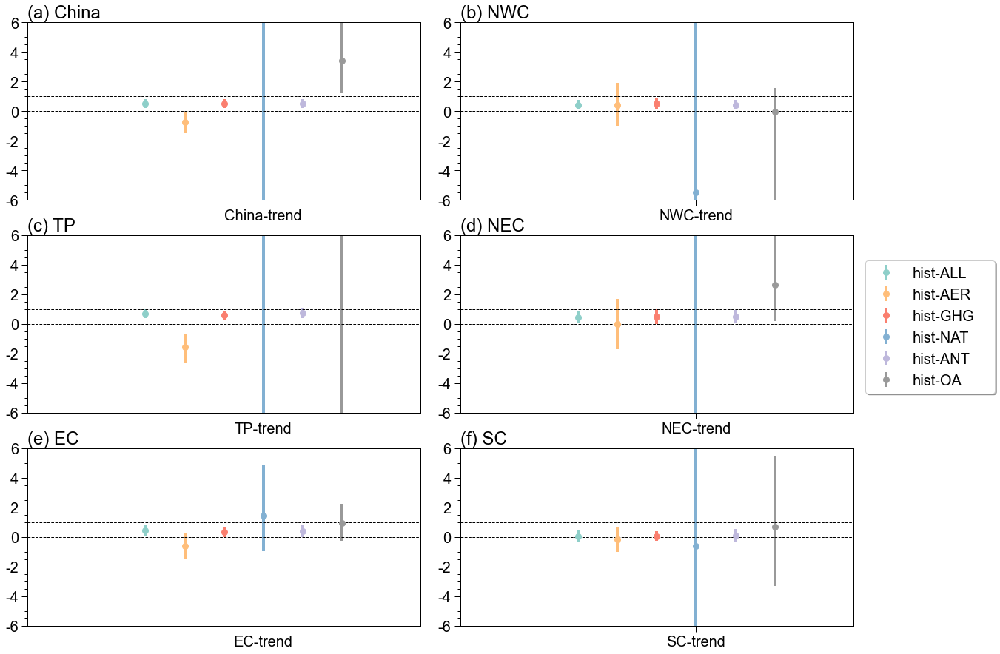 (a) China
6
4
2
0
-2
-4
-6
China-trend
(b) NWC
6
4
2
0
-2
-4
-6
NWC-trend
(c) TP
6
4
2
0
-2
-4
-6
TP-trend
(d) NEC
6
4
2
0
-2
-4
-6
NEC-trend
(e) EC
6
4
2
0
-2
-4
-6
EC-trend
(f) SC
6
4
2
0
-2
-4
-6
SC-trend
hist-ALL
hist-AER
hist-GHG
hist-NAT
hist-ANT
hist-OA